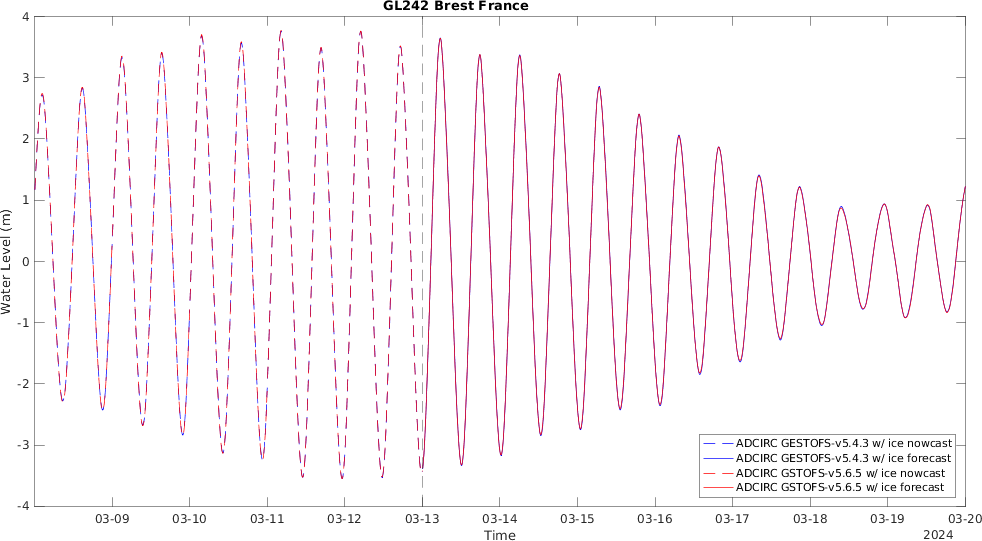 GL242 Brest France
4
3
2
1
0
-1
-2
-3
-4
Water Level (m)
ADCIRC GESTOFS-v5.4.3 w/ ice nowcast
ADCIRC GESTOFS-v5.4.3 w/ ice forecast
ADCIRC GSTOFS-v5.6.5 w/ ice nowcast
ADCIRC GSTOFS-v5.6.5 w/ ice forecast
03-09 03-10 03-11 03-12 03-13 03-14 03-15 03-16 03-17 03-18 03-19 03-20
Time
2024